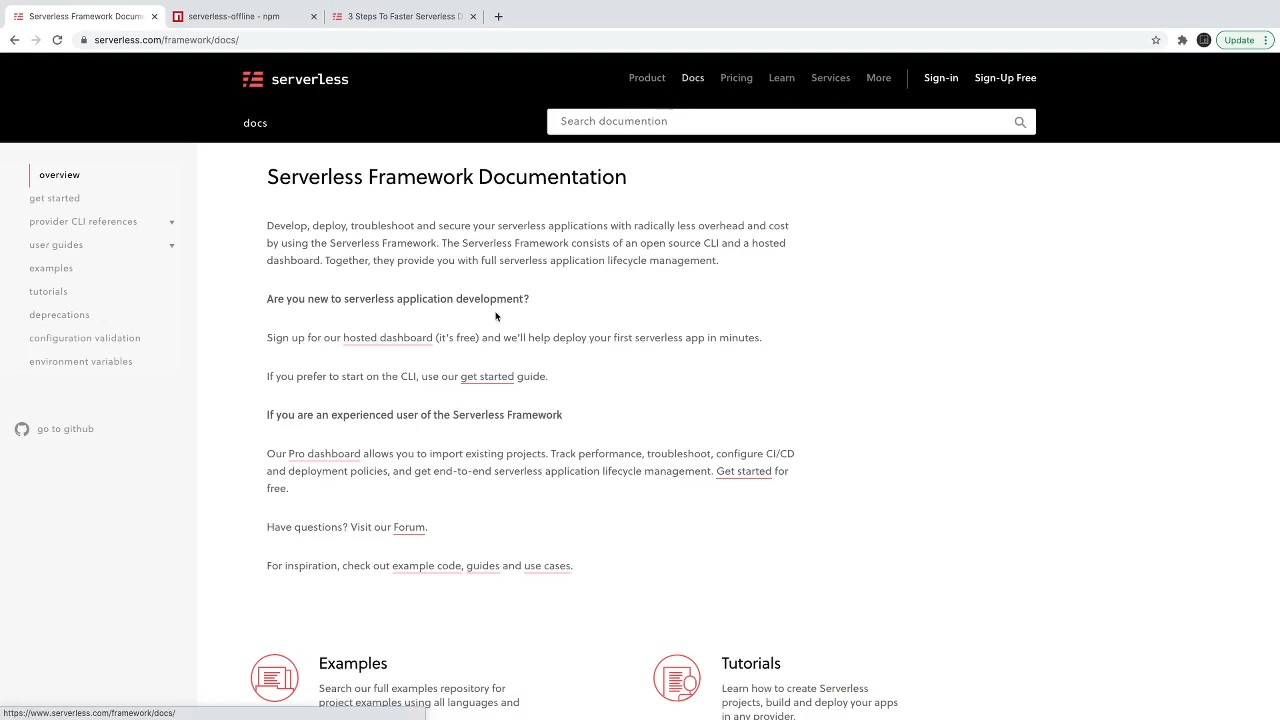 Serverless Framework Docum
serverless-offline - npm
3 Steps To Faster Serverless D
serverless.com/framework/docs/
Update
serverless
Product
Docs
Pricing
Learn
Services
More
Sign-in
Sign-Up Free
docs
Search documention
overview
get started
provider CLI references
user guides
examples
tutorials
deprecations
configuration validation
environment variables
go to github
Serverless Framework Documentation
Develop, deploy, troubleshoot and secure your serverless applications with radically less overhead and cost
by using the Serverless Framework. The Serverless Framework consists of an open source CLI and a hosted
dashboard. Together, they provide you with full serverless application lifecycle management.
Are you new to serverless application development?
Sign up for our hosted dashboard (it's free) and we'll help deploy your first serverless app in minutes.
If you prefer to start on the CLI, use our get started guide.
If you are an experienced user of the Serverless Framework
Our Pro dashboard allows you to import existing projects. Track performance, troubleshoot, configure CI/CD
and deployment policies, and get end-to-end serverless application lifecycle management. Get started for
free.
Have questions? Visit our Forum.
For inspiration, check out example code, guides and use cases.
Examples
Search our full examples repository for
project examples using all languages and
Tutorials
Learn how to create Serverless
projects, build and deploy your apps
in any provider.
https://www.serverless.com/framework/docs/